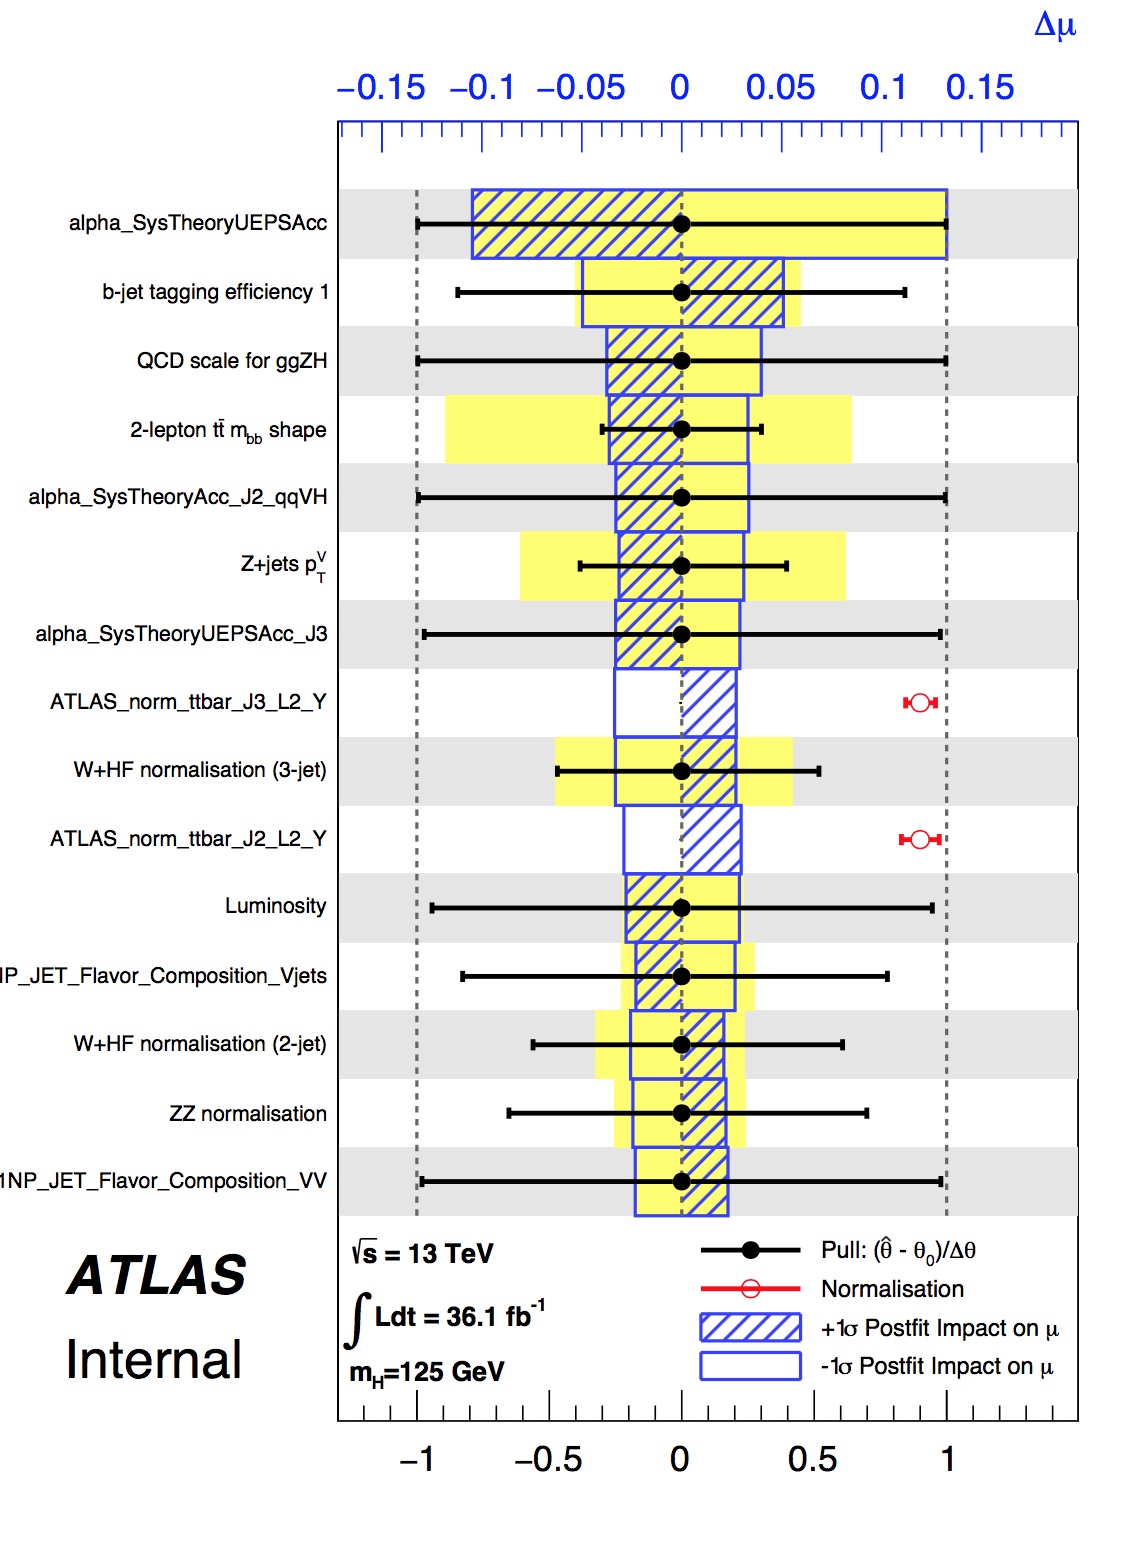 Δμ
−0.15 −0.1 −0.05 0 0.05 0.1 0.15
alpha_SysTheoryUEPSAcc
b-jet tagging efficiency 1
QCD scale for ggZH
2-lepton tt̄ m_bb shape
alpha_SysTheoryAcc_J2_qqVH
Z+jets p_T^V
alpha_SysTheoryUEPSAcc_J3
ATLAS_norm_ttbar_J3_L2_Y
W+HF normalisation (3-jet)
ATLAS_norm_ttbar_J2_L2_Y
Luminosity
IP_JET_Flavor_Composition_Vjets
W+HF normalisation (2-jet)
ZZ normalisation
1NP_JET_Flavor_Composition_VV
ATLAS
Internal
√s = 13 TeV
∫ Ldt = 36.1 fb⁻¹
m_H=125 GeV
Pull: (θ̂ - θ₀)/Δθ
Normalisation
+1σ Postfit Impact on μ
-1σ Postfit Impact on μ
−1 −0.5 0 0.5 1